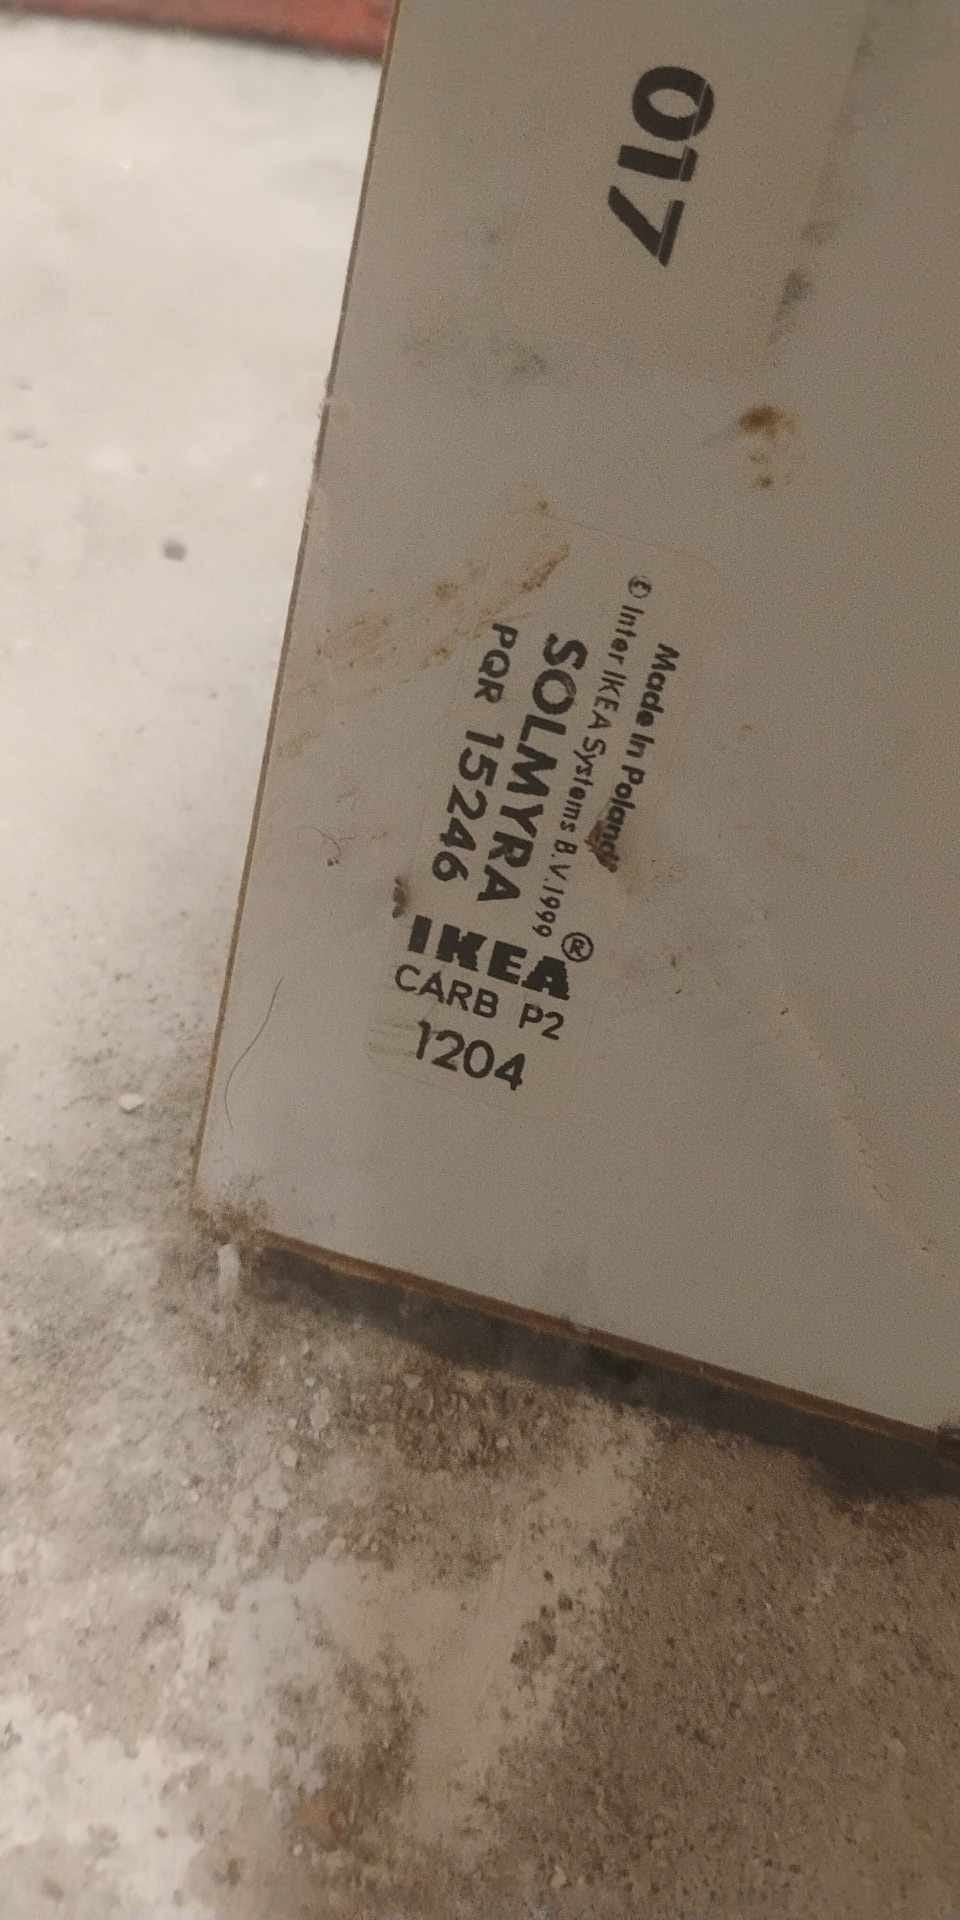 017
Made In Poland
© Inter IKEA Systems B.V.1999
SOLMYRA
PQR 15246
IKEA®
CARB P2
1204